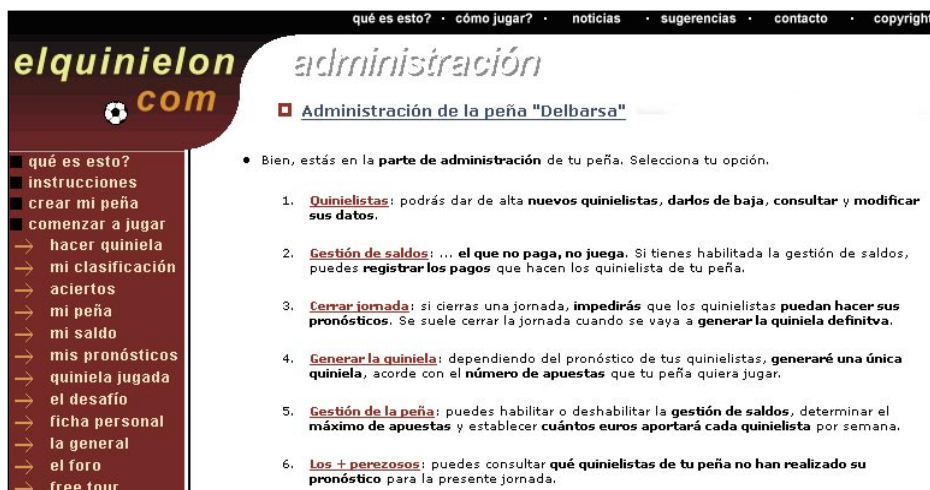 qué es esto? · cómo jugar? · noticias · sugerencias · contacto · copyright
elquinielon
com
administración
Administración de la peña "Delbarsa"
qué es esto?
instrucciones
crear mi peña
comenzar a jugar
hacer quiniela
mi clasificación
aciertos
mi peña
mi saldo
mis pronósticos
quiniela jugada
el desafío
ficha personal
la general
el foro
free tour
• Bien, estás en la parte de administración de tu peña. Selecciona tu opción.
1. Quinielistas: podrás dar de alta nuevos quinielistas, darlos de baja, consultar y modificar
sus datos.
2. Gestión de saldos: ... el que no paga, no juega. Si tienes habilitada la gestión de saldos,
puedes registrar los pagos que hacen los quinielista de tu peña.
3. Cerrar jornada: si cierras una jornada, impedirás que los quinielistas puedan hacer sus
pronósticos. Se suele cerrar la jornada cuando se vaya a generar la quiniela definitva.
4. Generar la quiniela: dependiendo del pronóstico de tus quinielistas, generaré una única
quiniela, acorde con el número de apuestas que tu peña quiera jugar.
5. Gestión de la peña: puedes habilitar o deshabilitar la gestión de saldos, determinar el
máximo de apuestas y establecer cuántos euros aportará cada quinielista por semana.
6. Los + perezosos: puedes consultar qué quinielistas de tu peña no han realizado su
pronóstico para la presente jornada.